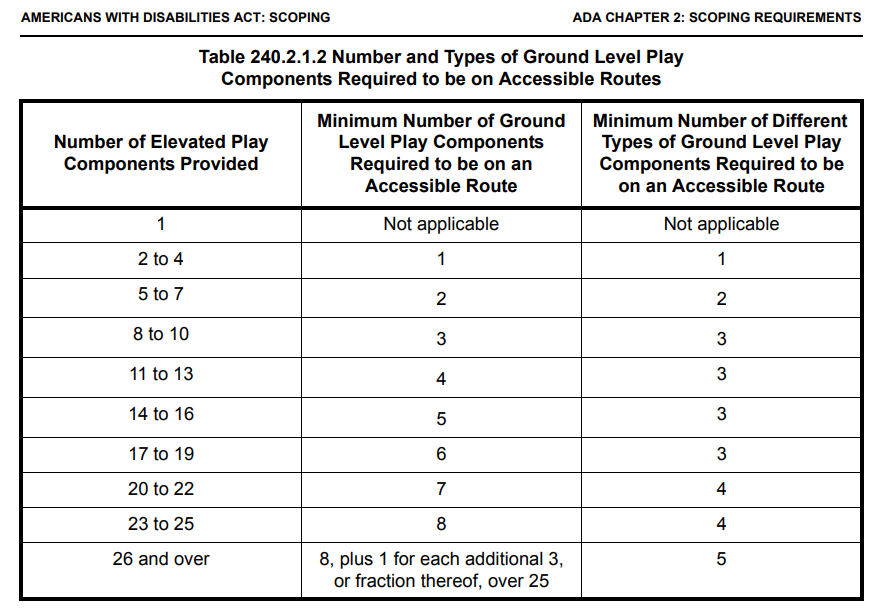 AMERICANS WITH DISABILITIES ACT: SCOPING ADA CHAPTER 2: SCOPING REQUIREMENTS
Table 240.2.1.2 Number and Types of Ground Level Play
Components Required to be on Accessible Routes
Number of Elevated Play
Components Provided
Minimum Number of Ground
Level Play Components
Required to be on an
Accessible Route
Minimum Number of Different
Types of Ground Level Play
Components Required to be
on an Accessible Route
1 Not applicable Not applicable
2 to 4 1 1
5 to 7 2 2
8 to 10 3 3
11 to 13 4 3
14 to 16 5 3
17 to 19 6 3
20 to 22 7 4
23 to 25 8 4
26 and over 8, plus 1 for each additional 3, 5
or fraction thereof, over 25